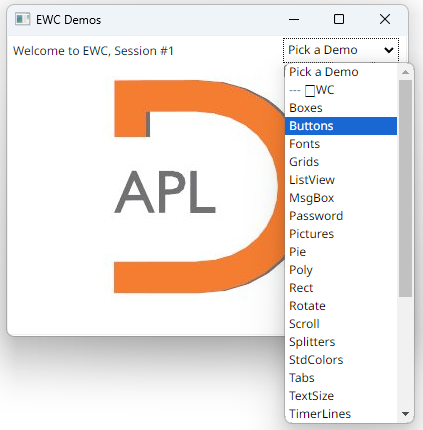 EWC Demos
Welcome to EWC, Session #1
Pick a Demo
APL
Pick a Demo
--- ⎕WC
Boxes
Buttons
Fonts
Grids
ListView
MsgBox
Password
Pictures
Pie
Poly
Rect
Rotate
Scroll
Splitters
StdColors
Tabs
TextSize
TimerLines